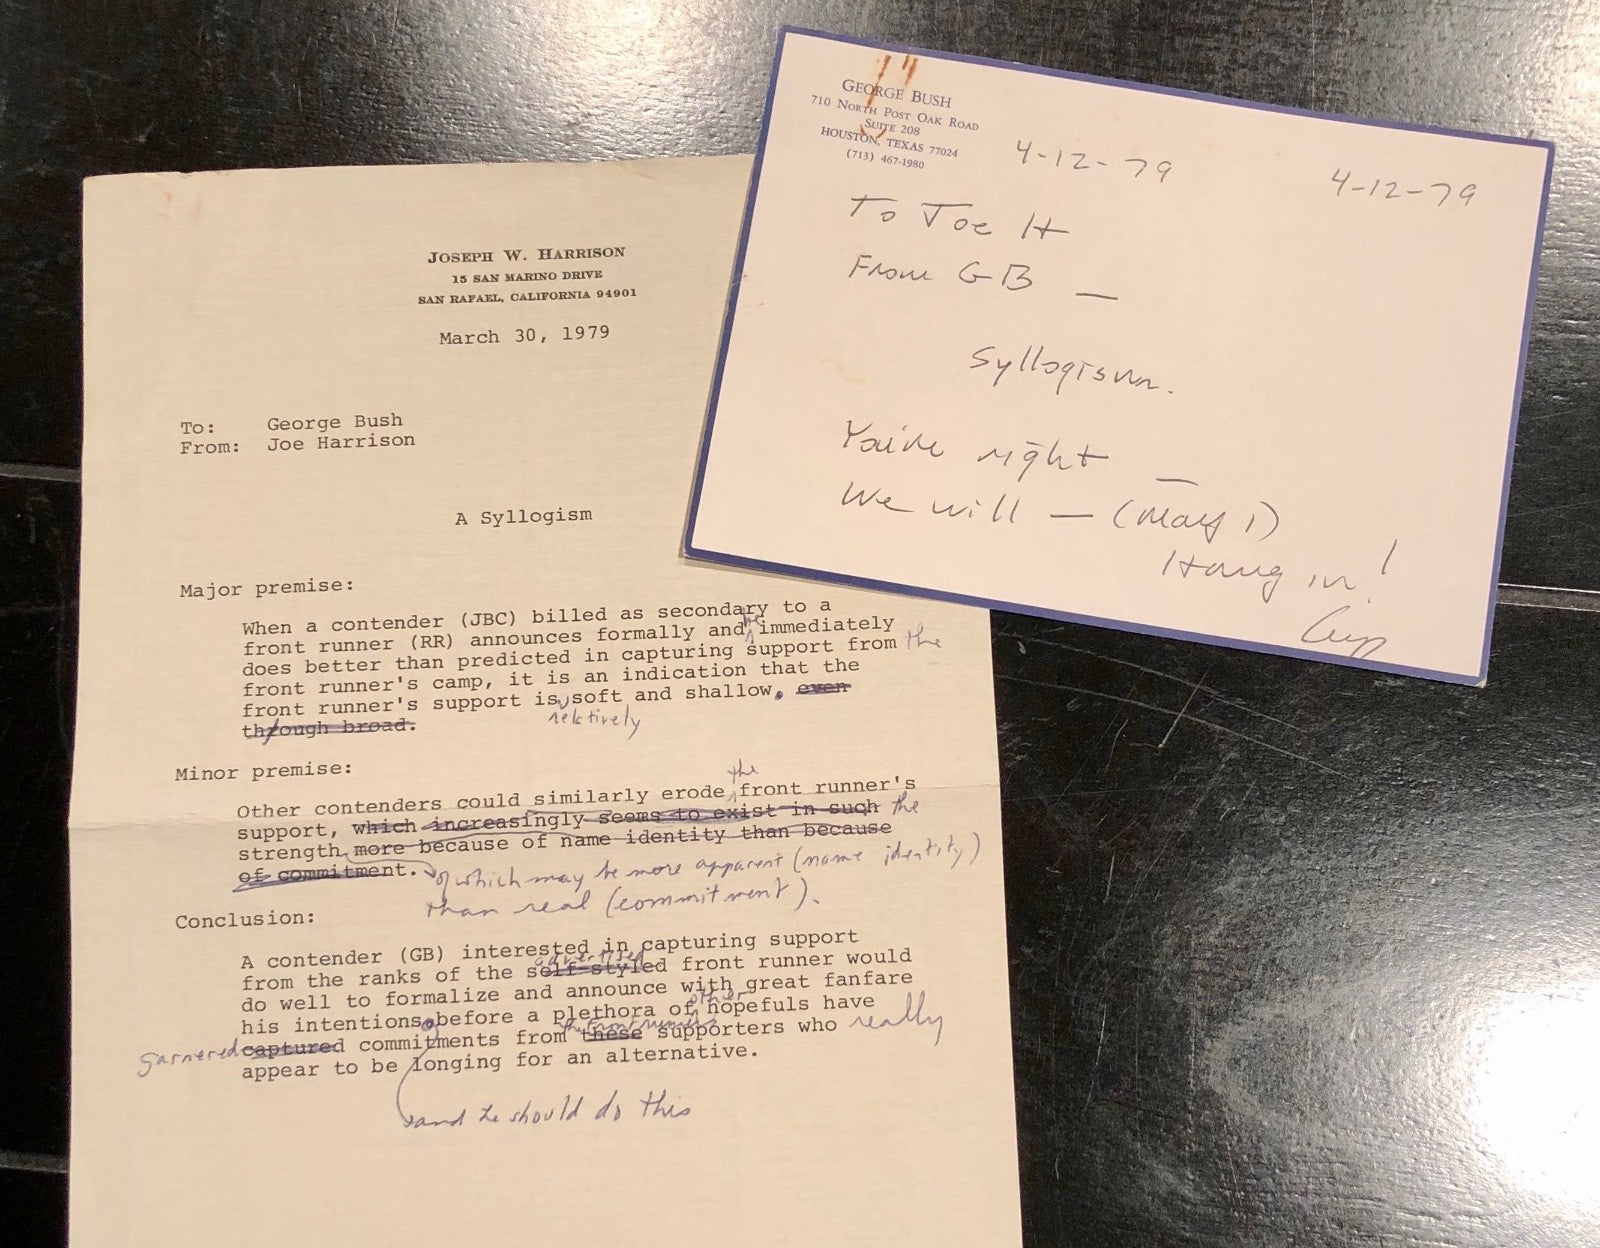 JOSEPH W. HARRISON
15 SAN MARINO DRIVE
SAN RAFAEL, CALIFORNIA 94901
March 30, 1979
To: George Bush
From: Joe Harrison
A Syllogism
Major premise:
When a contender (JBC) billed as secondary to a
front runner (RR) announces formally and he immediately
does better than predicted in capturing support from the
front runner's camp, it is an indication that the
front runner's support is soft and shallow. even
relatively
through broad.
Minor premise:
the
Other contenders could similarly erode front runner's
support, which increasingly seems to exist in such the
strength more because of name identity than because
of commitment. of which may be more apparent (name identity)
than real (commitment).
Conclusion:
A contender (GB) interested in capturing support
advertised
from the ranks of the self-styled front runner would
do well to formalize and announce with great fanfare
other
his intentions before a plethora of hopefuls have
the front runner's
garnered captured commitments from these supporters who really
appear to be longing for an alternative.
and he should do this
GEORGE BUSH
710 NORTH POST OAK ROAD
SUITE 208
HOUSTON, TEXAS 77024
(713) 467-1980
4-12-79
4-12-79
To Joe H
From GB —
Syllogism.
You're right —
We will — (May 1)
Hang in!